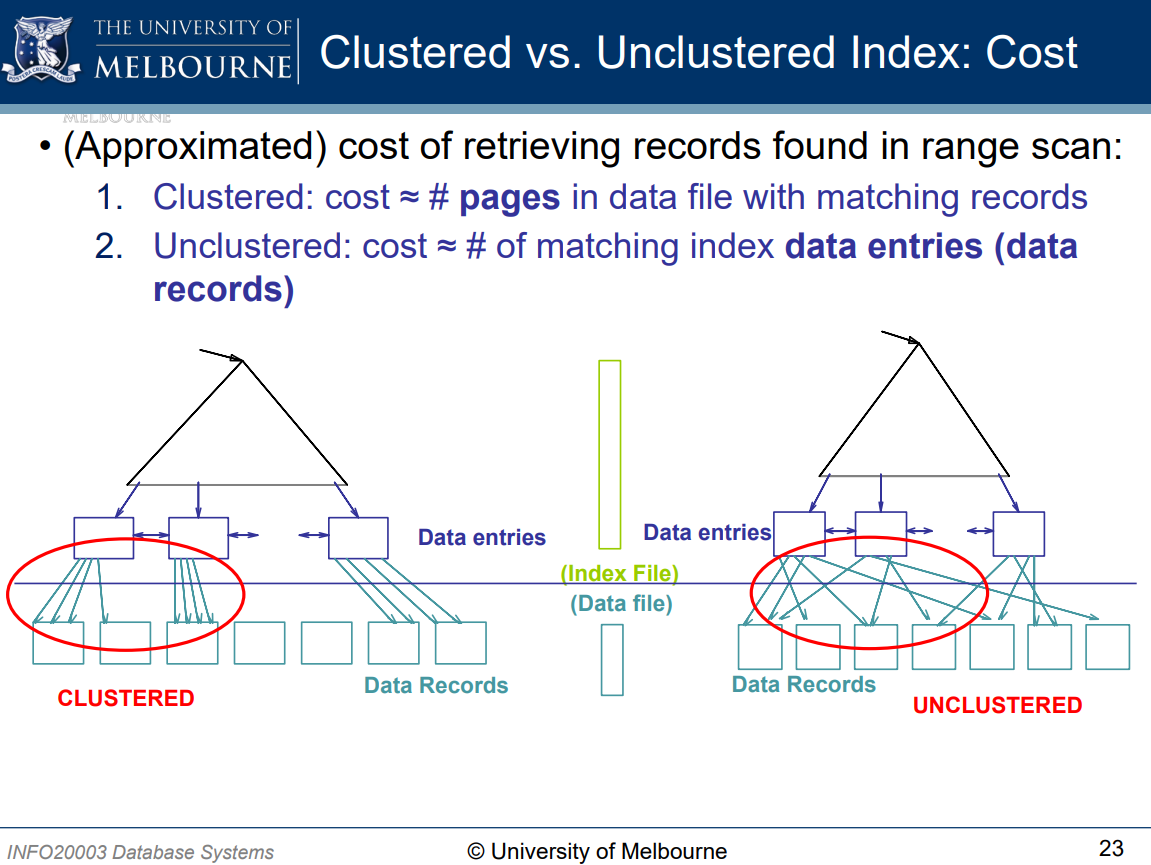 THE UNIVERSITY OF
MELBOURNE
Clustered vs. Unclustered Index: Cost
MELBOURNE
• (Approximated) cost of retrieving records found in range scan:
1. Clustered: cost ≈ # pages in data file with matching records
2. Unclustered: cost ≈ # of matching index data entries (data
records)
Data entries
Data entries
(Index File)
(Data file)
Data Records
Data Records
CLUSTERED
UNCLUSTERED
INFO20003 Database Systems
© University of Melbourne
23